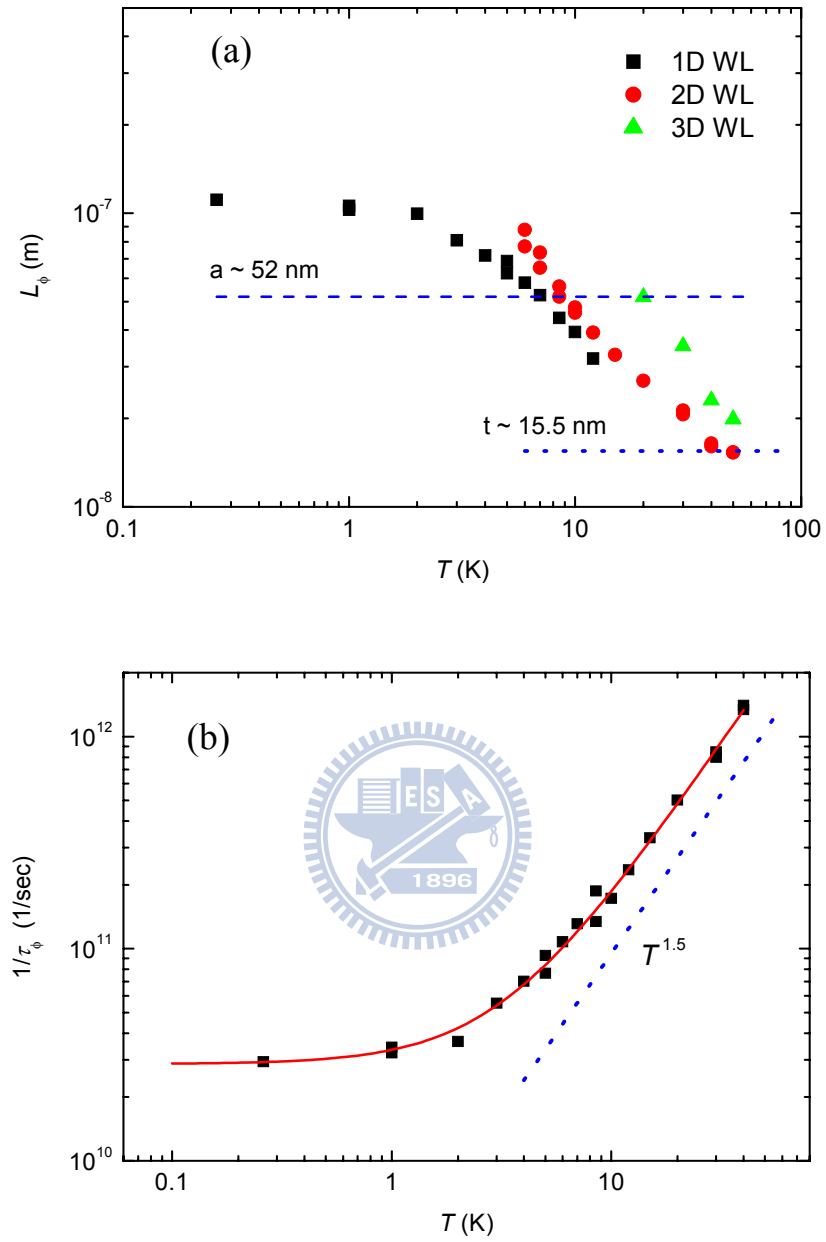 (a)
1D WL
2D WL
3D WL
10⁻⁷
10⁻⁸
L_ϕ (m)
a ~ 52 nm
t ~ 15.5 nm
0.1
1
10
100
T (K)
(b)
10¹²
10¹¹
10¹⁰
1/τ_ϕ (1/sec)
E S A
1896
T^1.5
0.1
1
10
T (K)